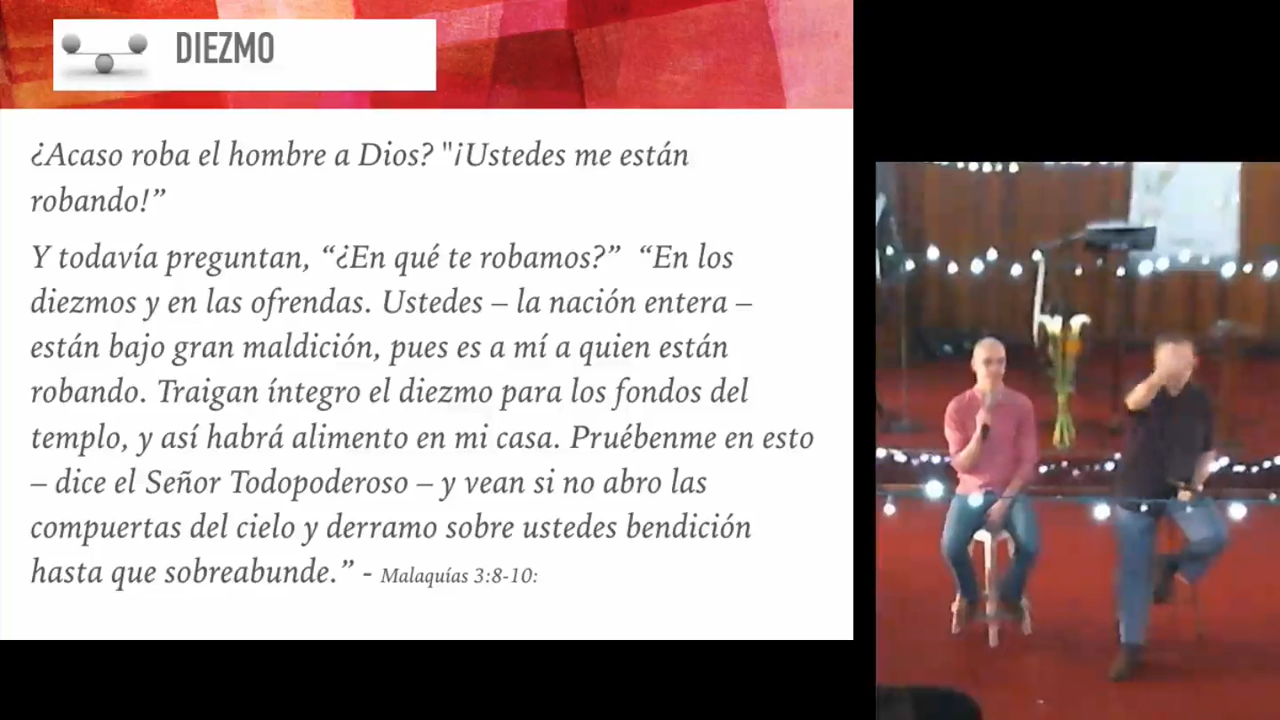 DIEZMO
¿Acaso roba el hombre a Dios? "¡Ustedes me están
robando!”
Y todavía preguntan, “¿En qué te robamos?” “En los
diezmos y en las ofrendas. Ustedes – la nación entera –
están bajo gran maldición, pues es a mí a quien están
robando. Traigan íntegro el diezmo para los fondos del
templo, y así habrá alimento en mi casa. Pruébenme en esto
– dice el Señor Todopoderoso – y vean si no abro las
compuertas del cielo y derramo sobre ustedes bendición
hasta que sobreabunde.” - Malaquías 3:8-10: